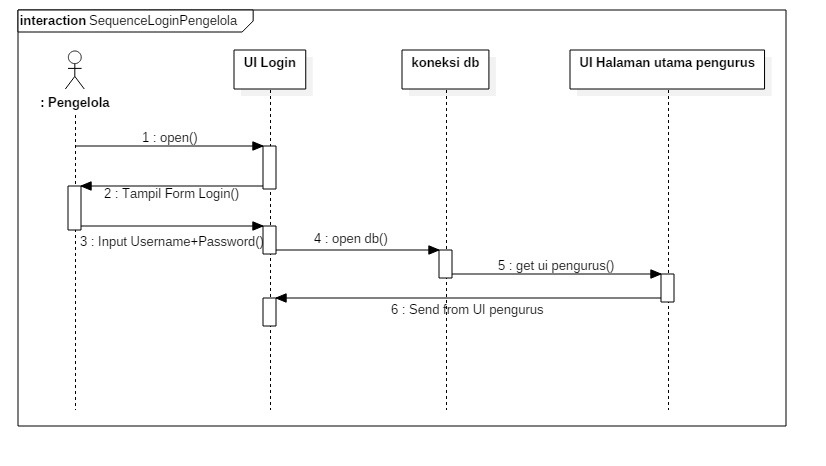 interaction SequenceLoginPengelola
UI Login
koneksi db
UI Halaman utama pengurus
: Pengelola
1 : open()
2 : Tampil Form Login()
3 : Input Username+Password()
4 : open db()
5 : get ui pengurus()
6 : Send from UI pengurus